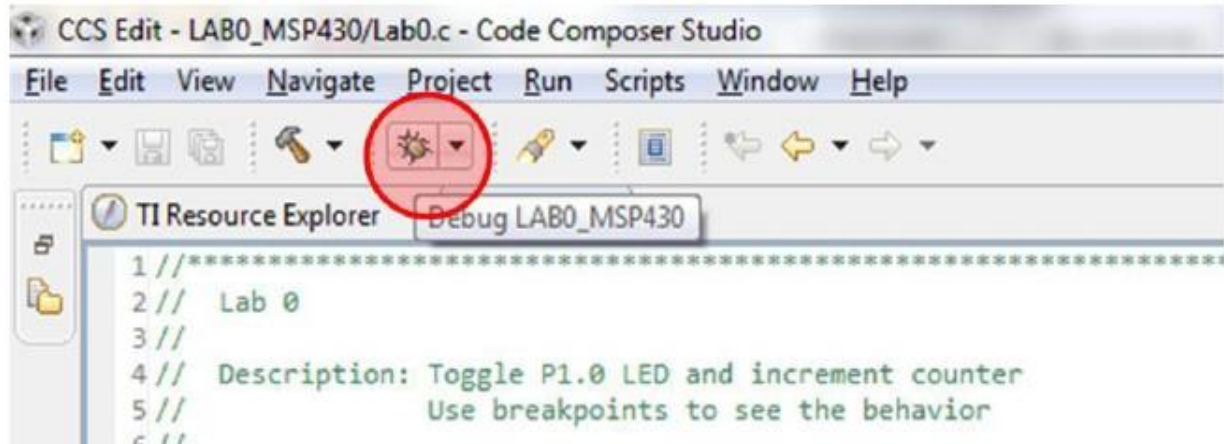 CCS Edit - LAB0_MSP430/Lab0.c - Code Composer Studio
File Edit View Navigate Project Run Scripts Window Help
TI Resource Explorer
Debug LAB0_MSP430
1 //******************************************************************
2 //  Lab 0
3 //
4 //  Description: Toggle P1.0 LED and increment counter
5 //               Use breakpoints to see the behavior
6 //